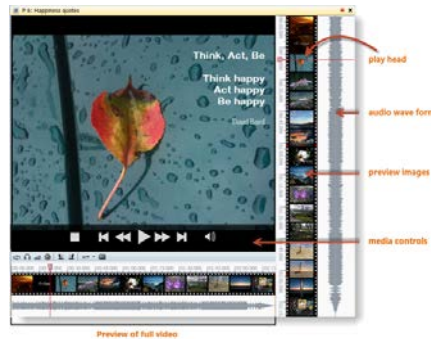 P 6: Happiness quotes
Think, Act, Be
Think happy
Act happy
Be happy
play head
audio wave form
preview images
media controls
Preview of full video